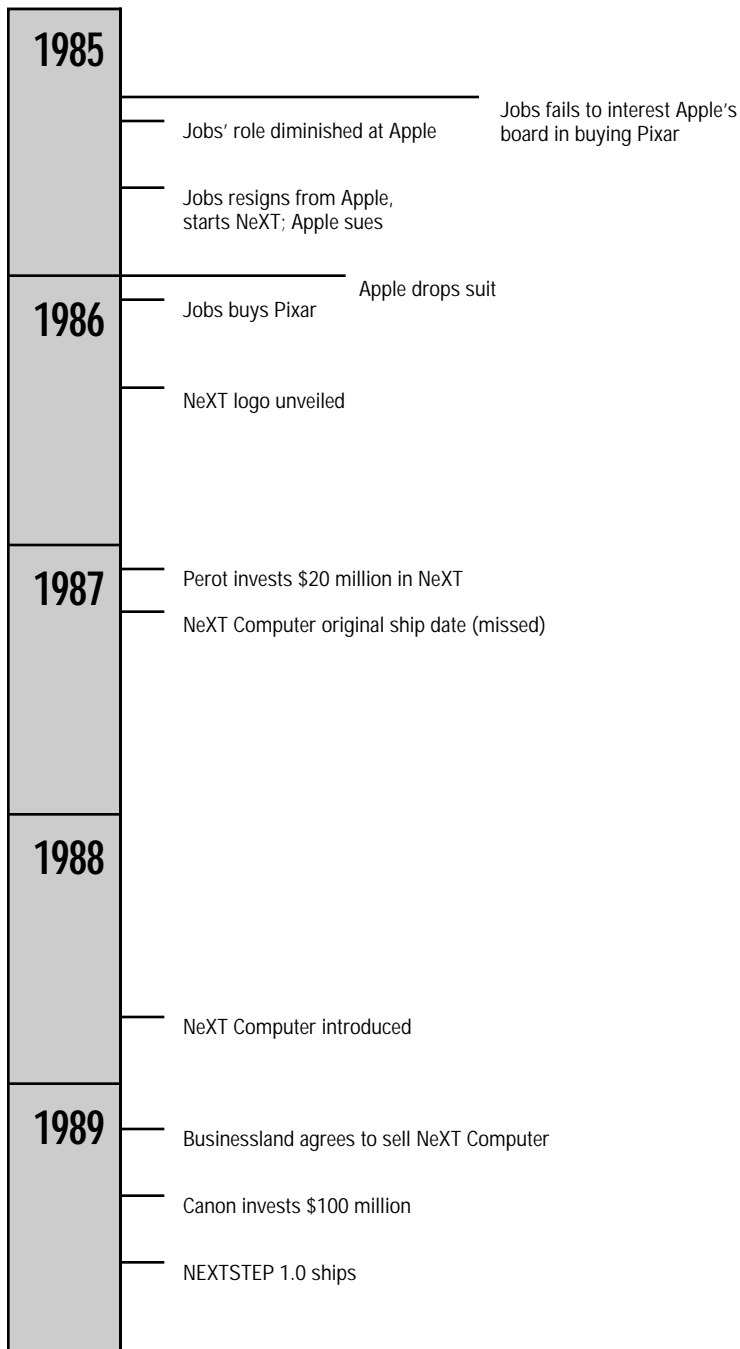 1985
Jobs fails to interest Apple's
board in buying Pixar
Jobs' role diminished at Apple
Jobs resigns from Apple,
starts NeXT; Apple sues
Apple drops suit
1986
Jobs buys Pixar
NeXT logo unveiled
1987
Perot invests $20 million in NeXT
NeXT Computer original ship date (missed)
1988
NeXT Computer introduced
1989
Businessland agrees to sell NeXT Computer
Canon invests $100 million
NEXTSTEP 1.0 ships